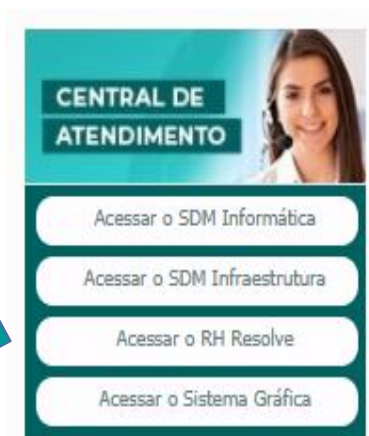 CENTRAL DE
ATENDIMENTO
Acessar o SDM Informática
Acessar o SDM Infraestrutura
Acessar o RH Resolve
Acessar o Sistema Gráfica